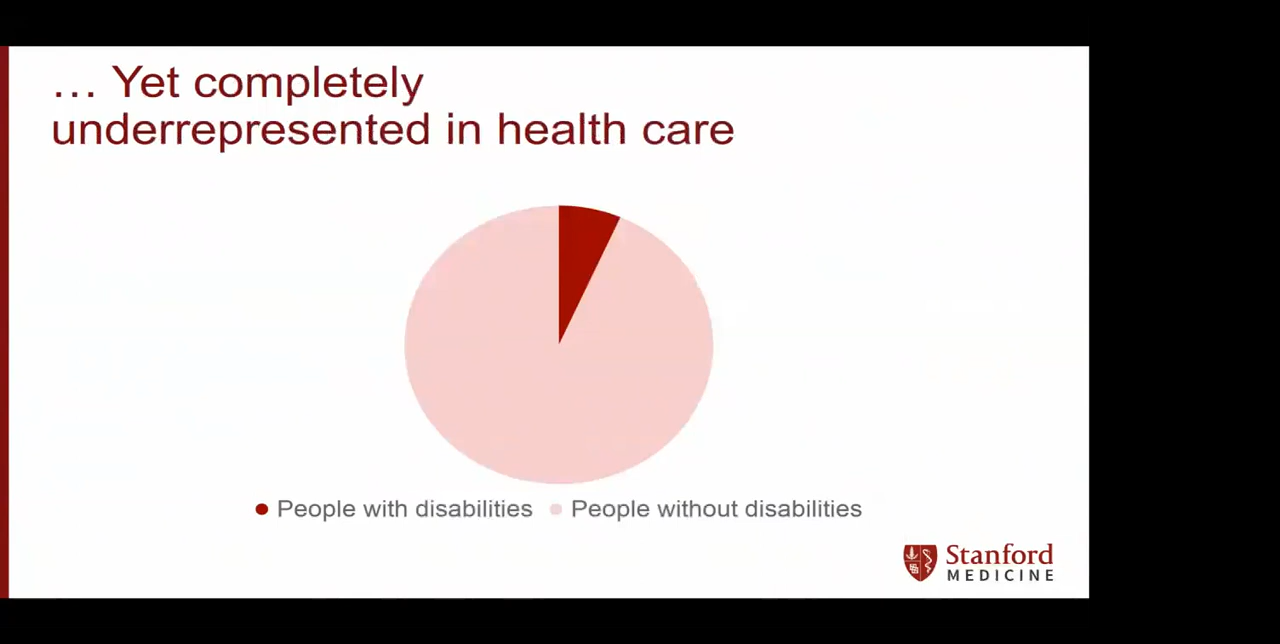 … Yet completely
underrepresented in health care
People with disabilities People without disabilities
Stanford
MEDICINE